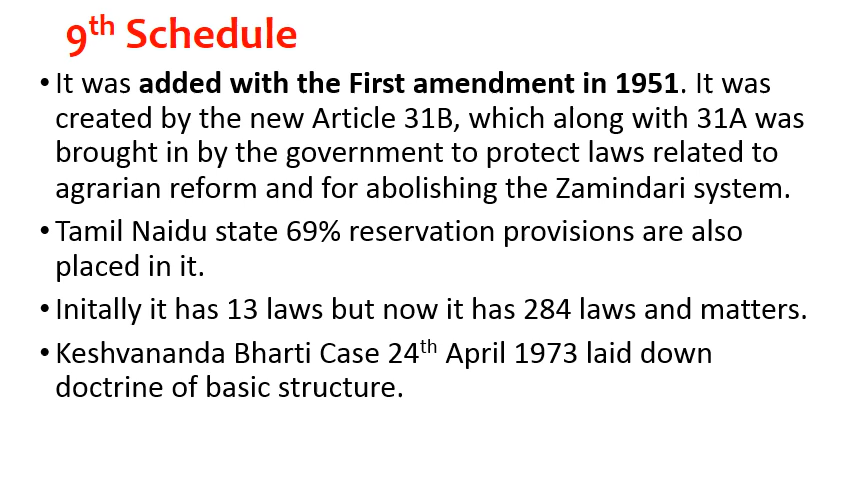 9th Schedule
• It was added with the First amendment in 1951. It was
created by the new Article 31B, which along with 31A was
brought in by the government to protect laws related to
agrarian reform and for abolishing the Zamindari system.
• Tamil Naidu state 69% reservation provisions are also
placed in it.
• Initally it has 13 laws but now it has 284 laws and matters.
• Keshvananda Bharti Case 24th April 1973 laid down
doctrine of basic structure.